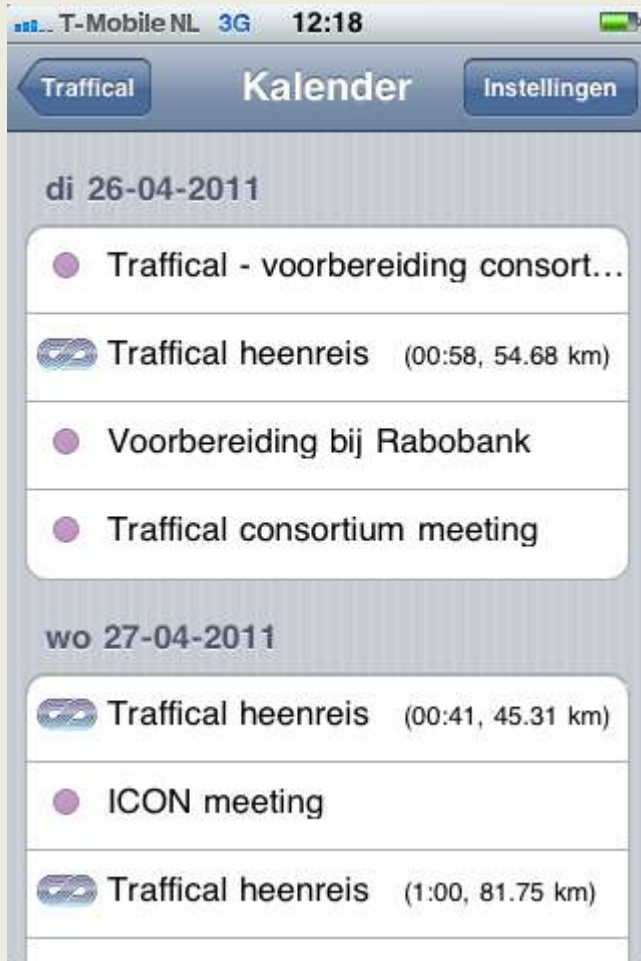 T-Mobile NL 3G 12:18
Traffical Kalender Instellingen
di 26-04-2011
Traffical - voorbereiding consort...
Traffical heenreis (00:58, 54.68 km)
Voorbereiding bij Rabobank
Traffical consortium meeting
wo 27-04-2011
Traffical heenreis (00:41, 45.31 km)
ICON meeting
Traffical heenreis (1:00, 81.75 km)